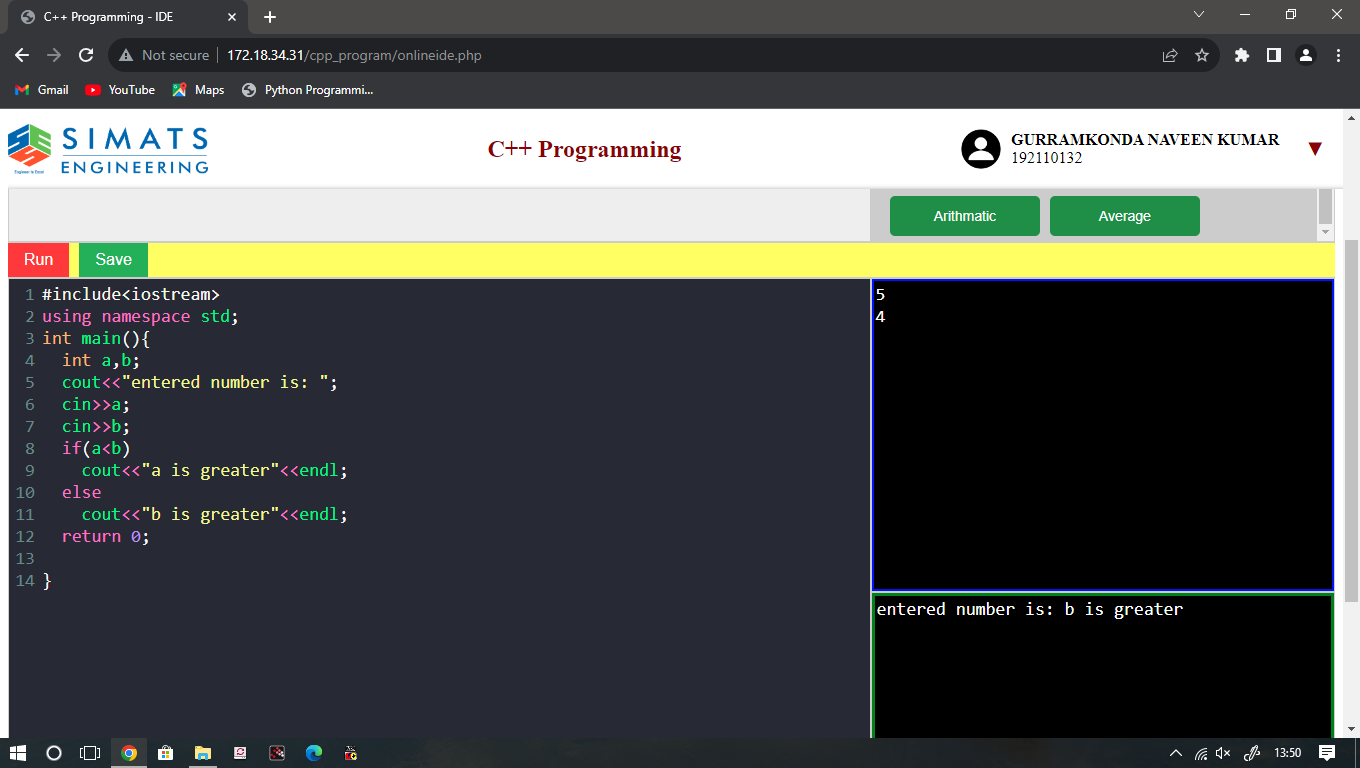 C++ Programming - IDE
Not secure 172.18.34.31/cpp_program/onlineide.php
Gmail YouTube Maps Python Programmi...
SIMATS
ENGINEERING
Engineer to Excel
C++ Programming
GURRAMKONDA NAVEEN KUMAR
192110132
Arithmatic Average
Run Save
1 #include<iostream>
2 using namespace std;
3 int main(){
4   int a,b;
5   cout<<"entered number is: ";
6   cin>>a;
7   cin>>b;
8   if(a<b)
9     cout<<"a is greater"<<endl;
10   else
11     cout<<"b is greater"<<endl;
12   return 0;
13
14 }
5
4
entered number is: b is greater
13:50